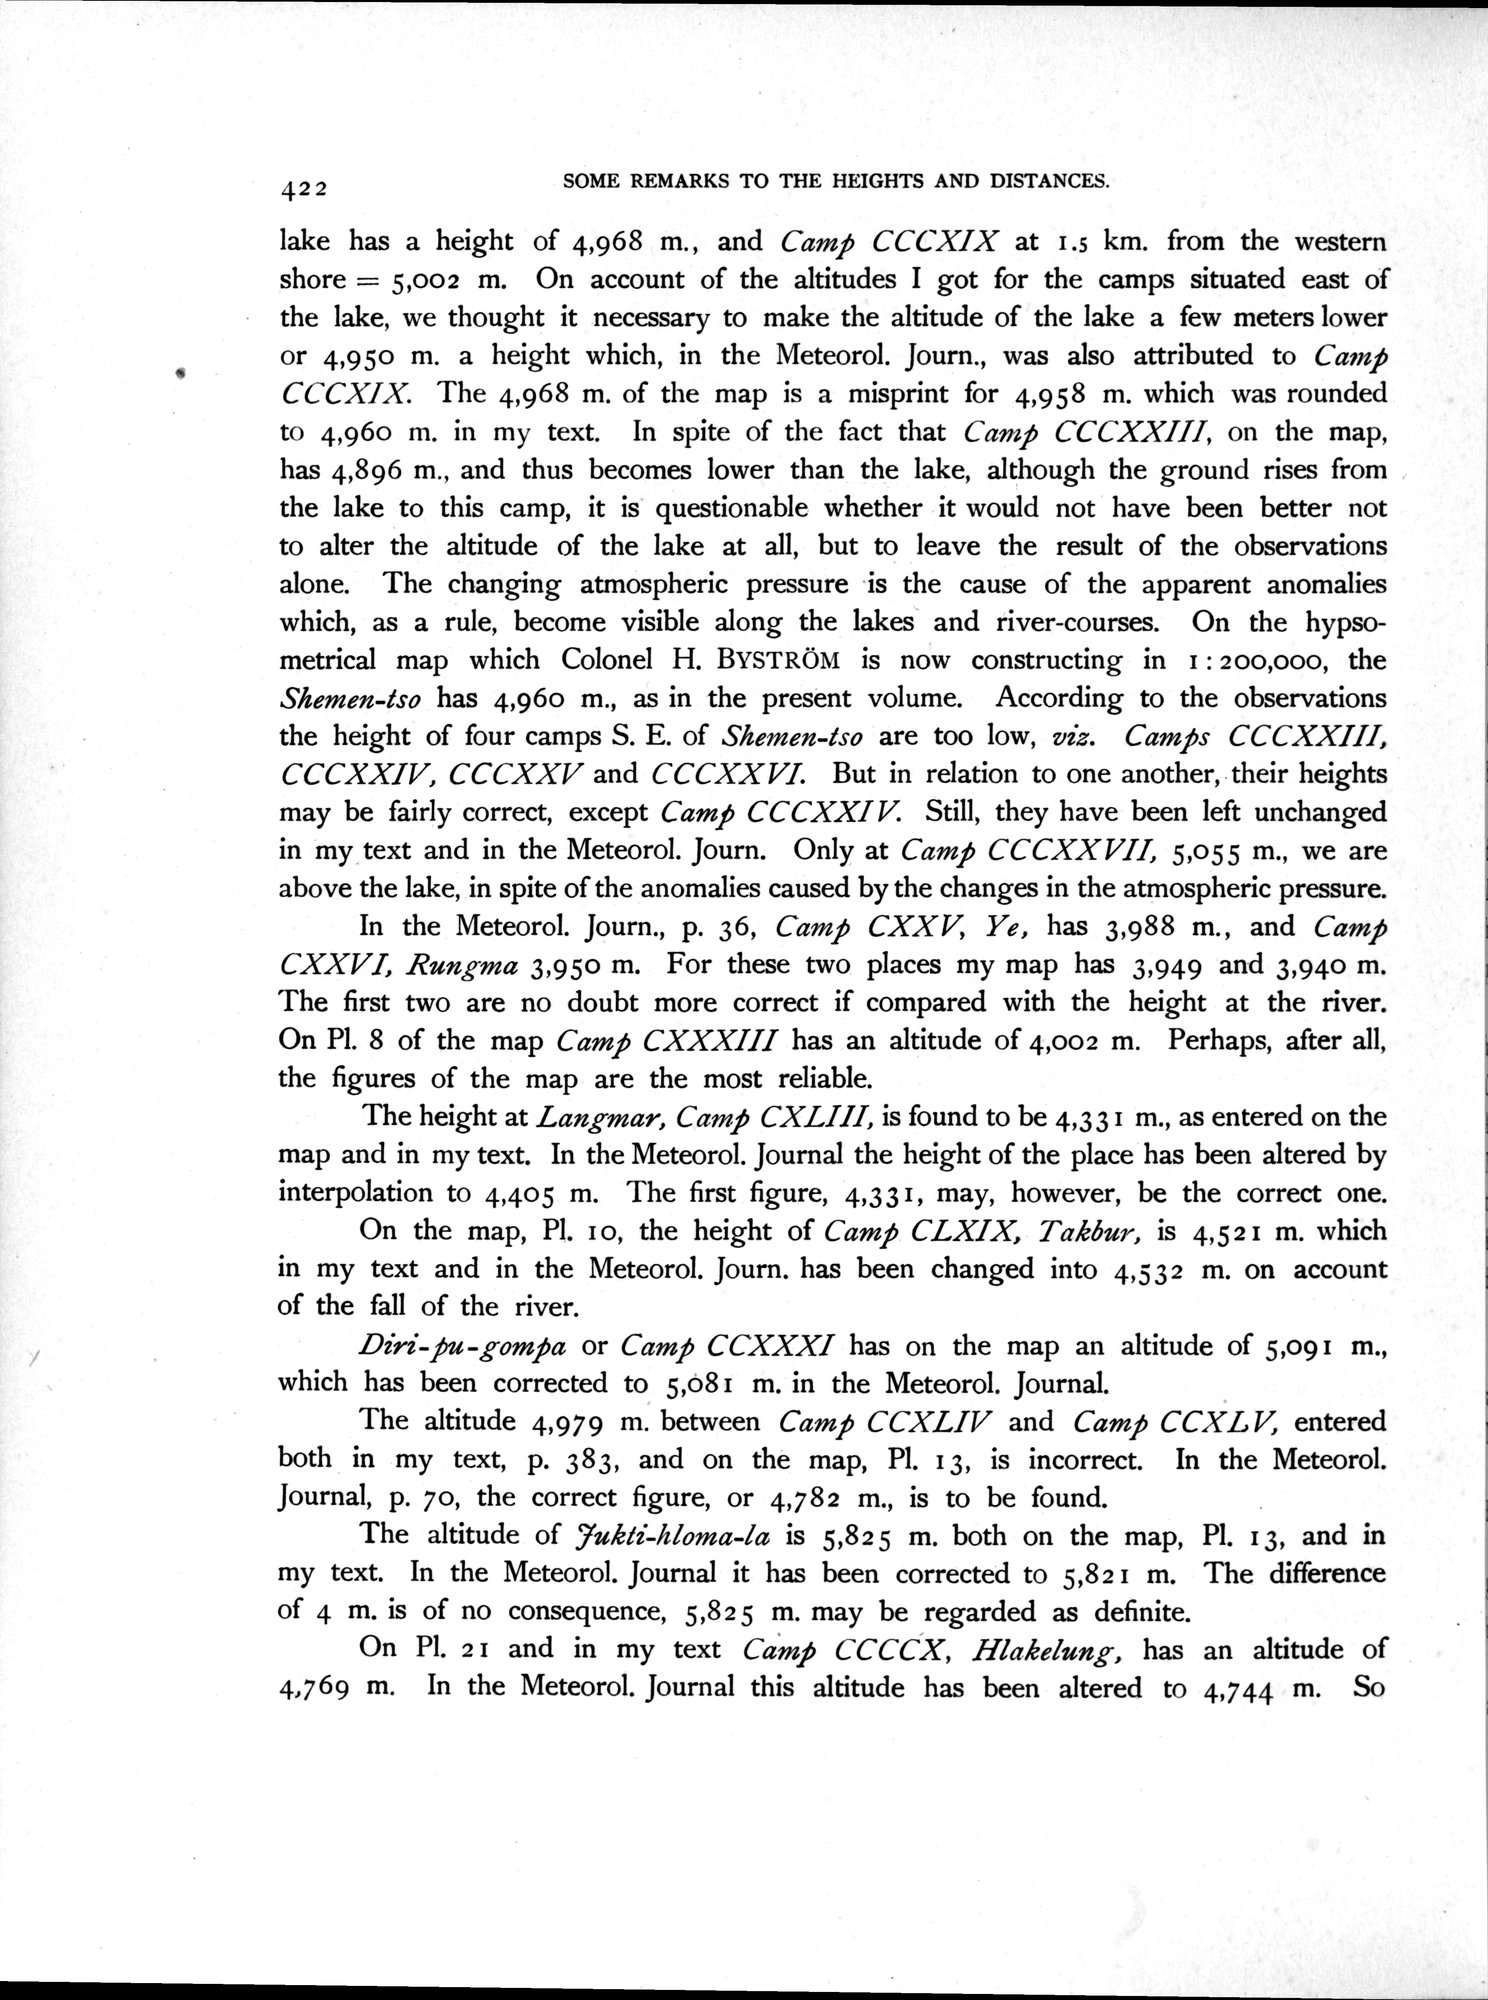 422
SOME REMARKS TO THE HEIGHTS AND DISTANCES.
lake has a height of 4,968 m., and Camp CCCXIX at 1.5 km. from the western
shore = 5,002 m. On account of the altitudes I got for the camps situated east of
the lake, we thought it necessary to make the altitude of the lake a few meters lower
or 4,950 m. a height which, in the Meteorol. Journ., was also attributed to Camp
CCCXIX. The 4,968 m. of the map is a misprint for 4,958 m. which was rounded
to 4,960 m. in my text. In spite of the fact that Camp CCCXXIII, on the map,
has 4,896 m., and thus becomes lower than the lake, although the ground rises from
the lake to this camp, it is questionable whether it would not have been better not
to alter the altitude of the lake at all, but to leave the result of the observations
alone. The changing atmospheric pressure is the cause of the apparent anomalies
which, as a rule, become visible along the lakes and river-courses. On the hypso-
metrical map which Colonel H. BYSTRÖM is now constructing in 1:200,000, the
Shemen-tso has 4,960 m., as in the present volume. According to the observations
the height of four camps S. E. of Shemen-tso are too low, viz. Camps CCCXXIII,
CCCXXIV, CCCXXV and CCCXXVI. But in relation to one another, their heights
may be fairly correct, except Camp CCCXXIV. Still, they have been left unchanged
in my text and in the Meteorol. Journ. Only at Camp CCCXXVII, 5,055 m., we are
above the lake, in spite of the anomalies caused by the changes in the atmospheric pressure.
In the Meteorol. Journ., p. 36, Camp CXXV, Ye, has 3,988 m., and Camp
CXXVI, Rungma 3,950 m. For these two places my map has 3,949 and 3,940 m.
The first two are no doubt more correct if compared with the height at the river.
On Pl. 8 of the map Camp CXXXIII has an altitude of 4,002 m. Perhaps, after all,
the figures of the map are the most reliable.
The height at Langmar, Camp CXLIII, is found to be 4,331 m., as entered on the
map and in my text. In the Meteorol. Journal the height of the place has been altered by
interpolation to 4,405 m. The first figure, 4,331, may, however, be the correct one.
On the map, Pl. 10, the height of Camp CLXIX, Takbur, is 4,521 m. which
in my text and in the Meteorol. Journ. has been changed into 4,532 m. on account
of the fall of the river.
Diri-pu-gompa or Camp CCXXXI has on the map an altitude of 5,091 m.,
which has been corrected to 5,081 m. in the Meteorol. Journal.
The altitude 4,979 m. between Camp CCXLIV and Camp CCXLV, entered
both in my text, p. 383, and on the map, Pl. 13, is incorrect. In the Meteorol.
Journal, p. 70, the correct figure, or 4,782 m., is to be found.
The altitude of Jukti-hloma-la is 5,825 m. both on the map, Pl. 13, and in
my text. In the Meteorol. Journal it has been corrected to 5,821 m. The difference
of 4 m. is of no consequence, 5,825 m. may be regarded as definite.
On Pl. 21 and in my text Camp CCCCX, Hlakelung, has an altitude of
4,769 m. In the Meteorol. Journal this altitude has been altered to 4,744 m. So